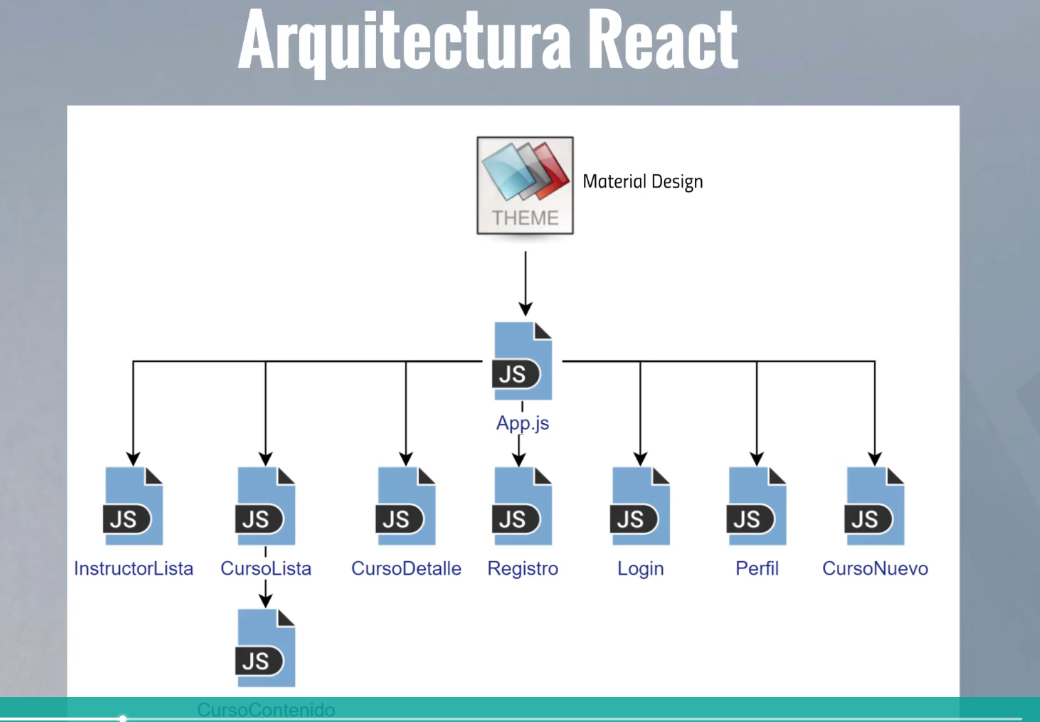 Arquitectura React
THEME
Material Design
JS
App.js
JS JS JS JS JS JS JS
InstructorLista CursoLista CursoDetalle Registro Login Perfil CursoNuevo
JS
CursoContenido